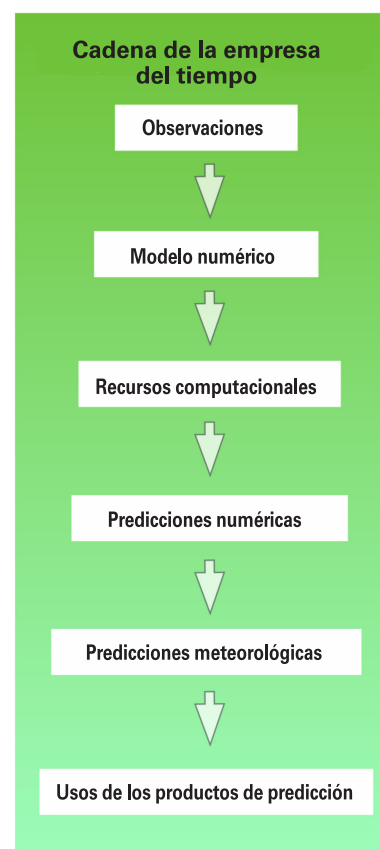 Cadena de la empresa
del tiempo
Observaciones
Modelo numérico
Recursos computacionales
Predicciones numéricas
Predicciones meteorológicas
Usos de los productos de predicción